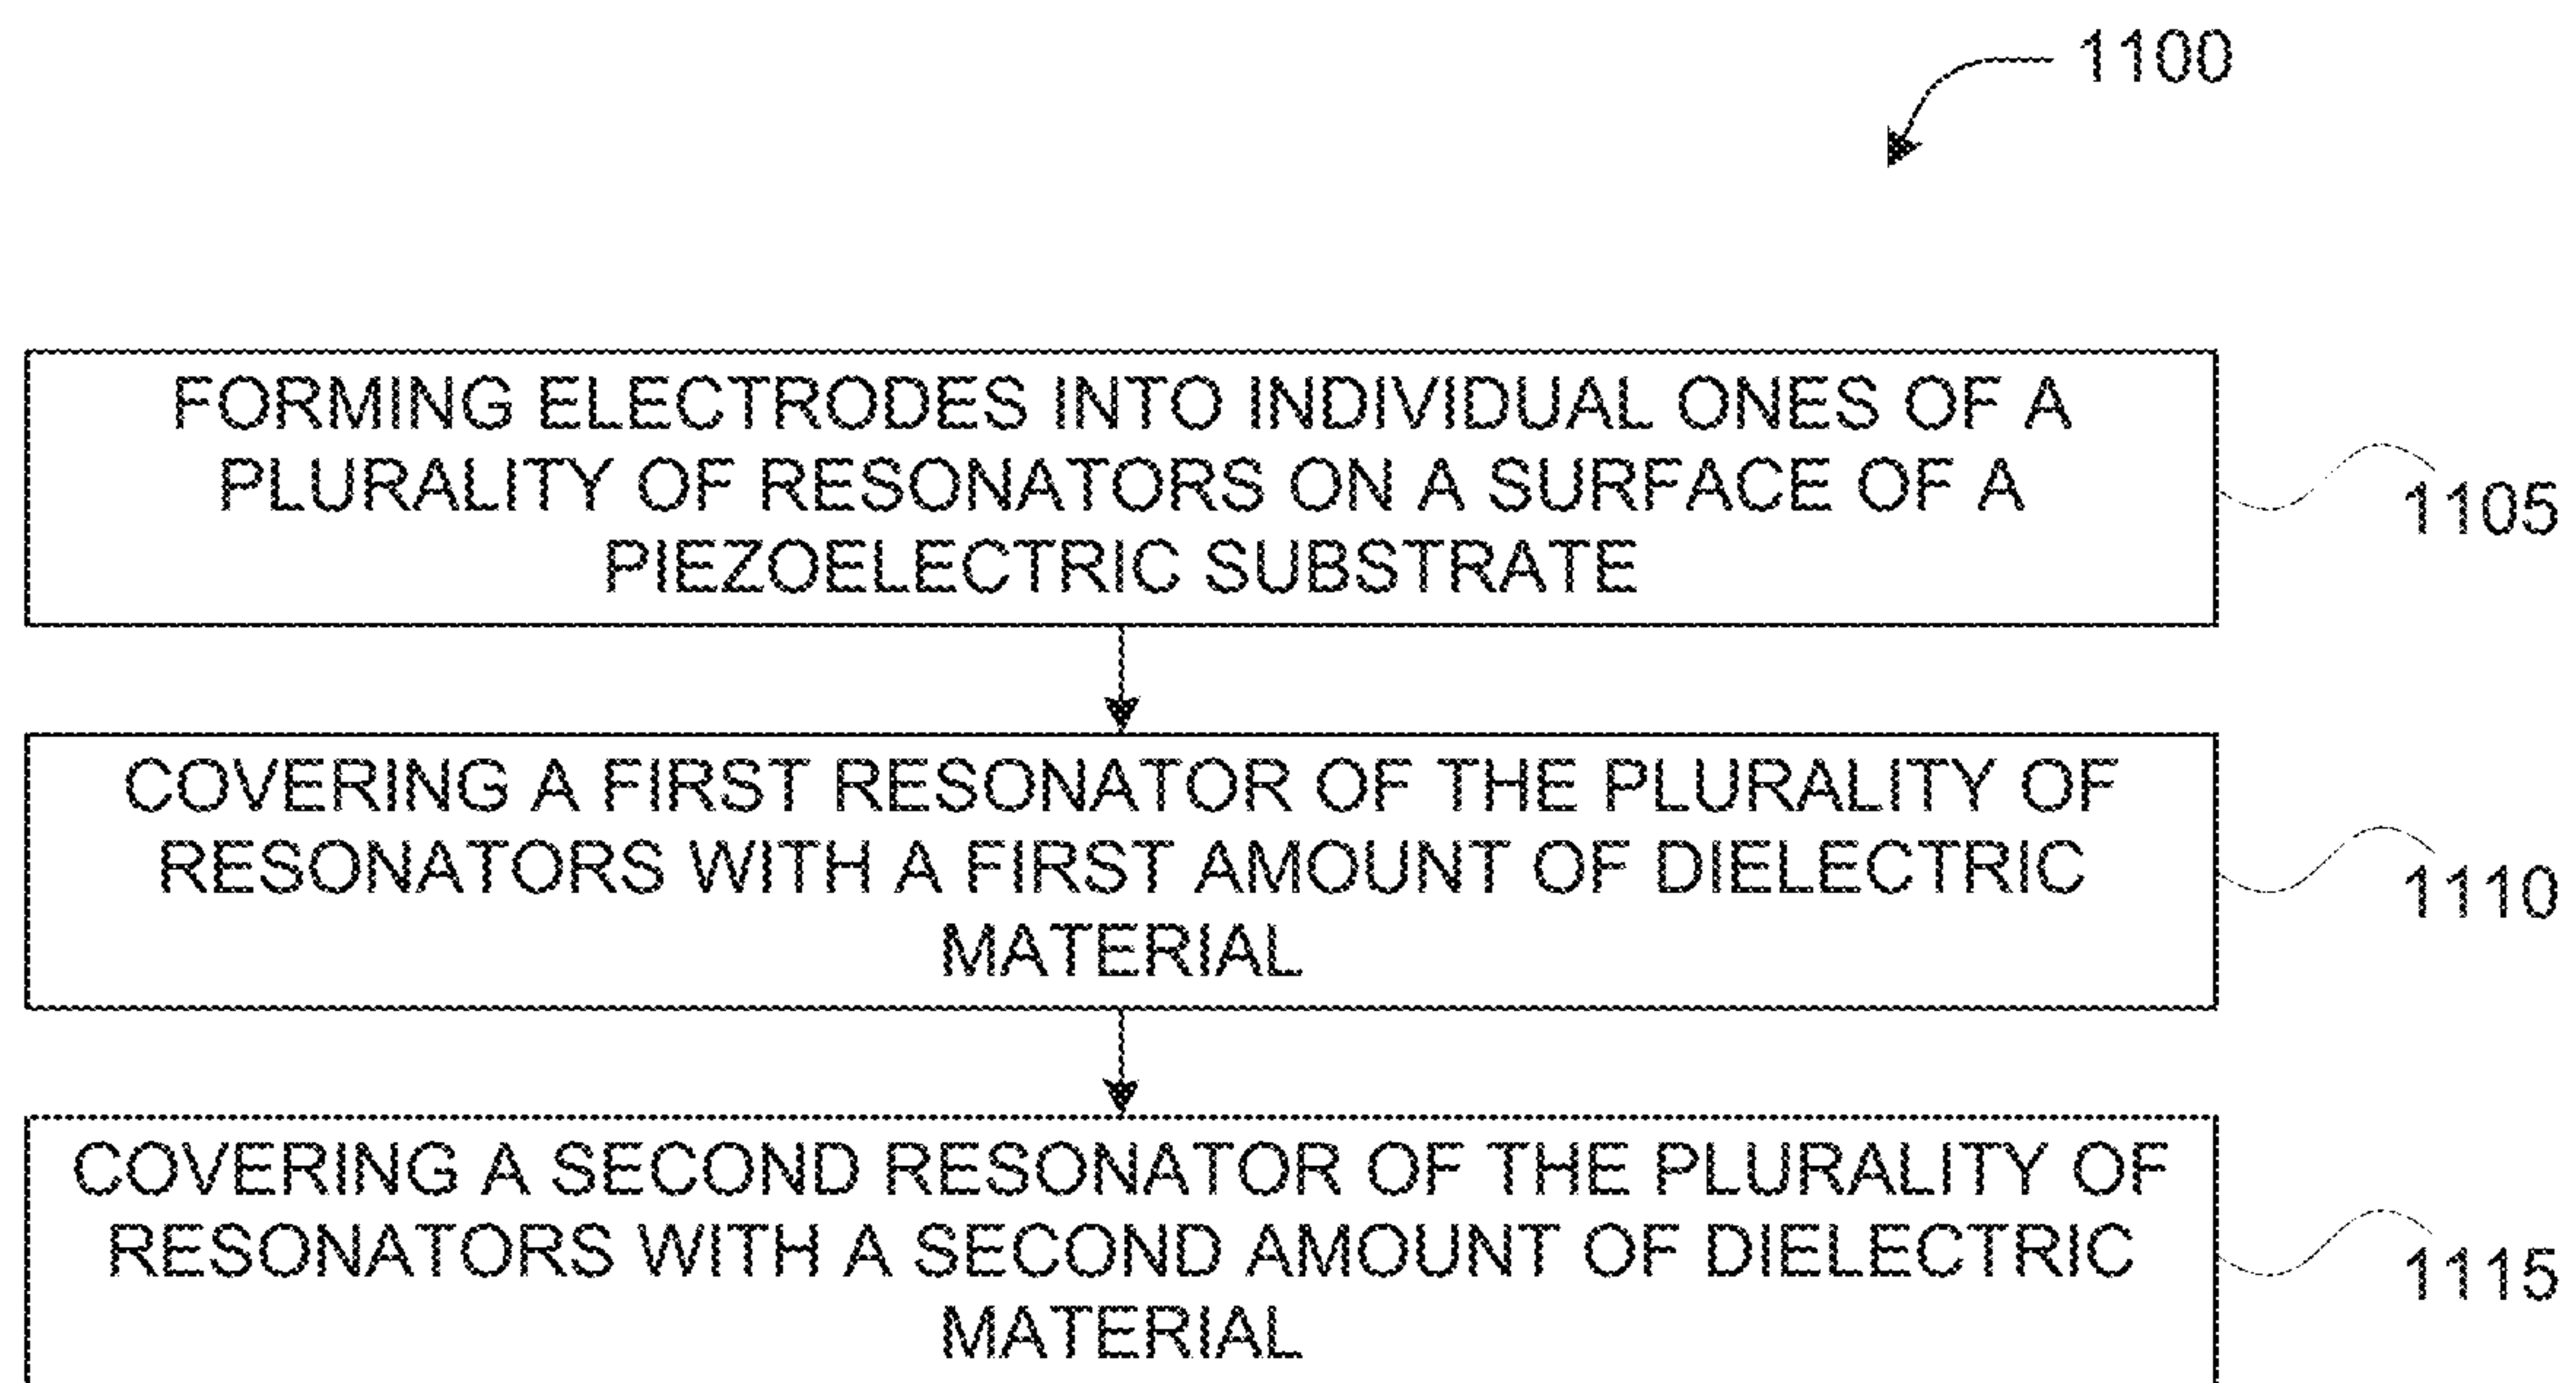 1100
FORMING ELECTRODES INTO INDIVIDUAL ONES OF A
PLURALITY OF RESONATORS ON A SURFACE OF A
PIEZOELECTRIC SUBSTRATE
1105
COVERING A FIRST RESONATOR OF THE PLURALITY OF
RESONATORS WITH A FIRST AMOUNT OF DIELECTRIC
MATERIAL
1110
COVERING A SECOND RESONATOR OF THE PLURALITY OF
RESONATORS WITH A SECOND AMOUNT OF DIELECTRIC
MATERIAL
1115